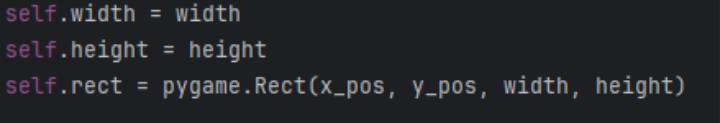 self.width = width
self.height = height
self.rect = pygame.Rect(x_pos, y_pos, width, height)